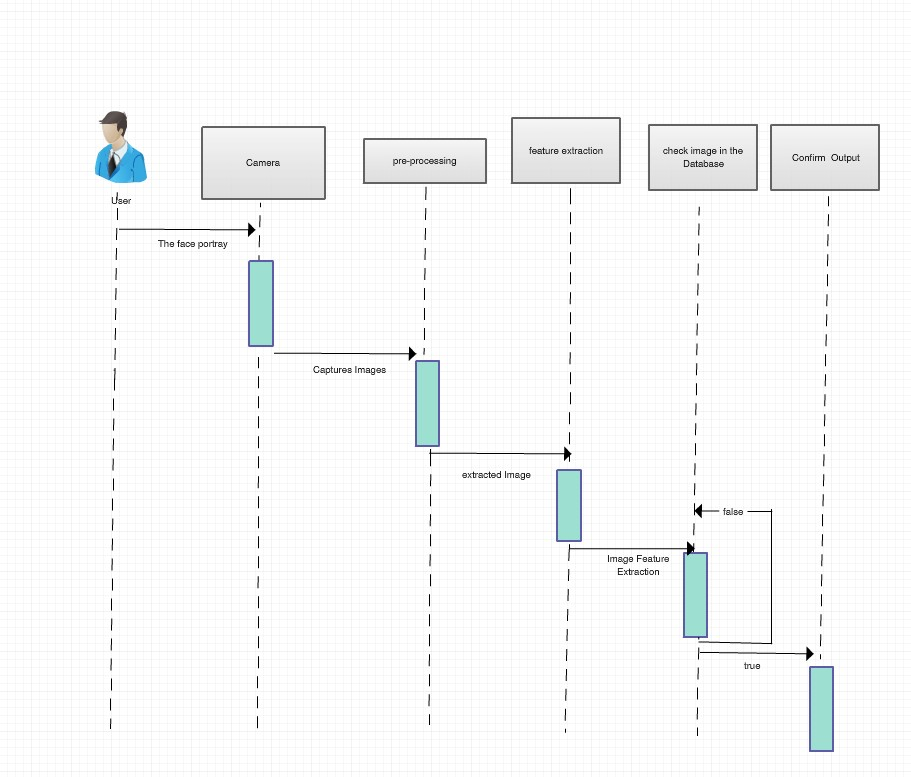 Camera
pre-processing
feature extraction
check image in the
Database
Confirm Output
User
The face portray
Captures Images
extracted Image
false
Image Feature
Extraction
true